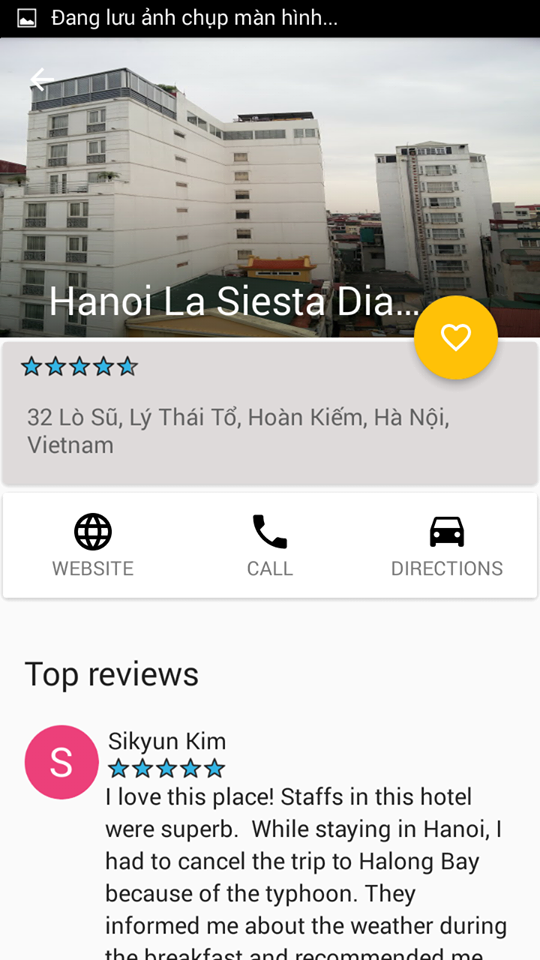 Đang lưu ảnh chụp màn hình...
Hanoi La Siesta Dia...
32 Lò Sũ, Lý Thái Tổ, Hoàn Kiếm, Hà Nội,
Vietnam
WEBSITE CALL DIRECTIONS
Top reviews
S
Sikyun Kim
I love this place! Staffs in this hotel
were superb.  While staying in Hanoi, I
had to cancel the trip to Halong Bay
because of the typhoon. They
informed me about the weather during
the breakfast and recommended me